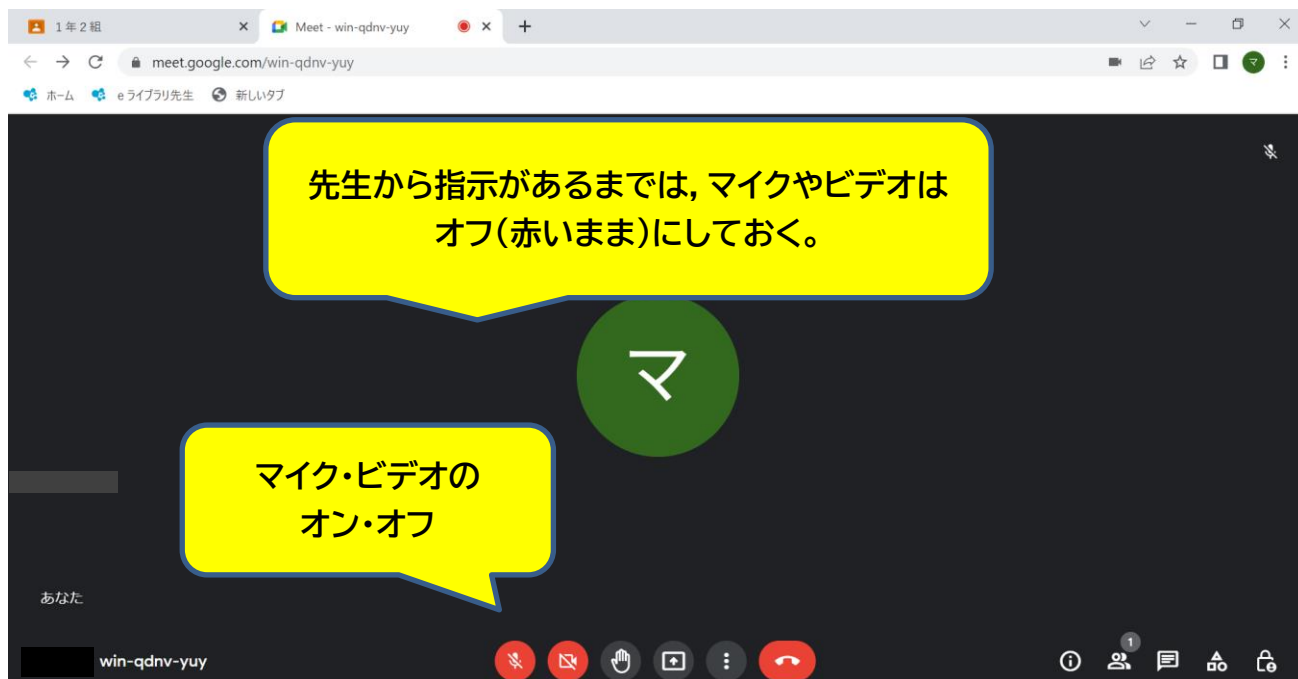 1年2組
Meet - win-qdnv-yuy
meet.google.com/win-qdnv-yuy
マ
ホーム
eライブラリ先生
新しいタブ
先生から指示があるまでは,マイクやビデオは
オフ(赤いまま)にしておく。
マ
マイク・ビデオの
オン・オフ
あなた
win-qdnv-yuy
1